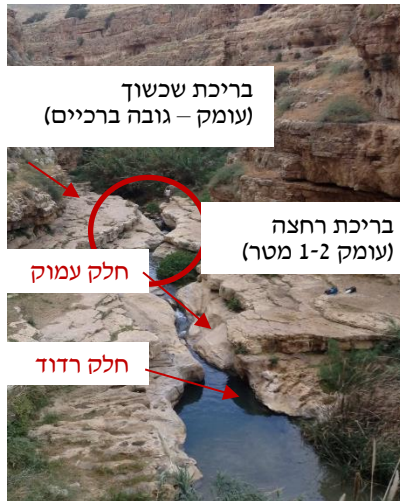 בריכת שכשוך
(עומק – גובה ברכיים)
בריכת רחצה
(עומק 1-2 מטר)
חלק עמוק
חלק רדוד